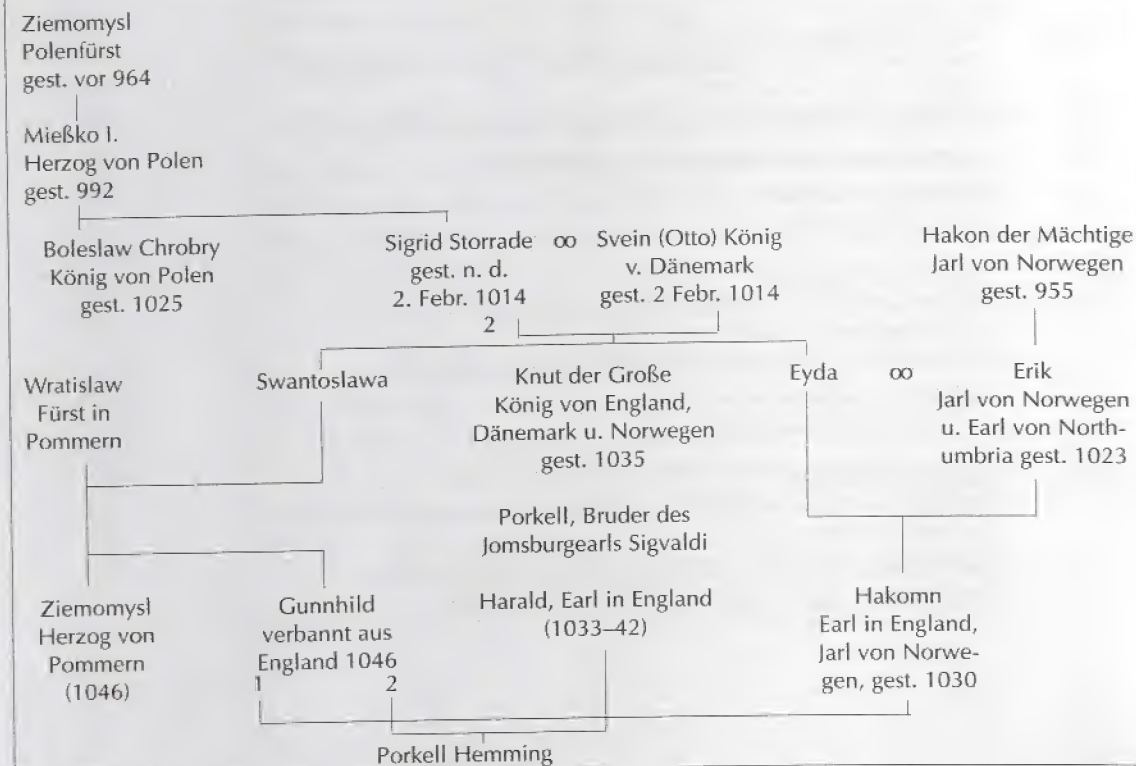 Ziemomysl
Polenfürst
gest. vor 964
Mießko I.
Herzog von Polen
gest. 992
Boleslaw Chrobry
König von Polen
gest. 1025
Sigrid Storrade oo Svein (Otto) König
gest. n. d. v. Dänemark
2. Febr. 1014 gest. 2 Febr. 1014
2
Hakon der Mächtige
Jarl von Norwegen
gest. 955
Wratislaw
Fürst in
Pommern
Swantoslawa
Knut der Große
König von England,
Dänemark u. Norwegen
gest. 1035
Eyda oo Erik
Jarl von Norwegen
u. Earl von North-
umbria gest. 1023
Porkell, Bruder des
Jomsburgearls Sigvaldi
Ziemomysl
Herzog von
Pommern
(1046)
Gunnhild
verbannt aus
England 1046
1 2
Harald, Earl in England
(1033–42)
Hakomn
Earl in England,
Jarl von Norwe-
gen, gest. 1030
Porkell Hemming